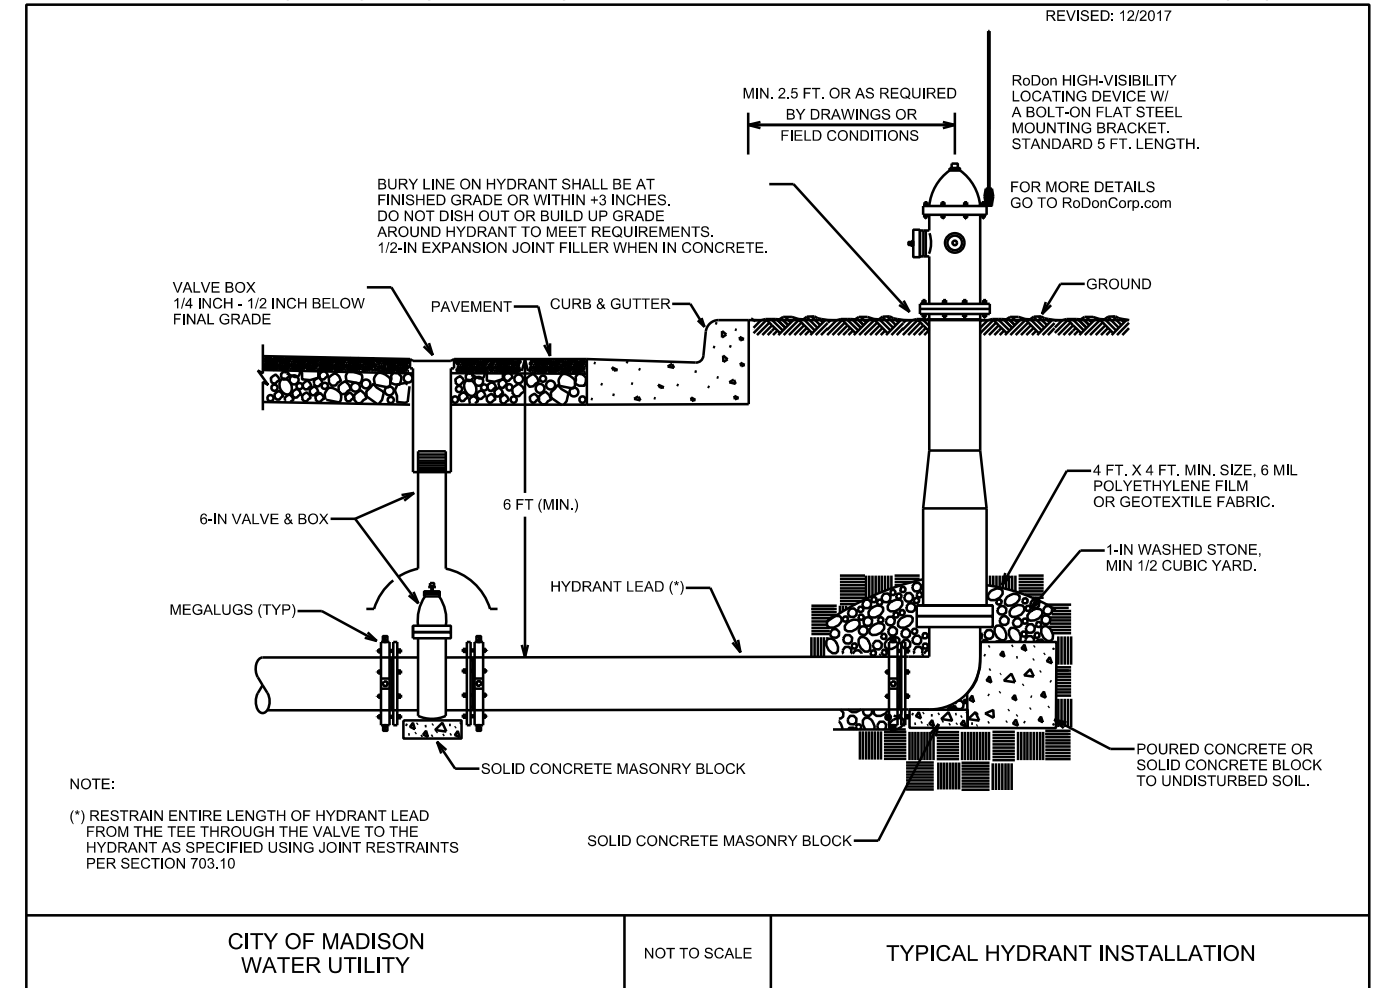 REVISED: 12/2017
RoDon HIGH-VISIBILITY
LOCATING DEVICE W/
A BOLT-ON FLAT STEEL
MOUNTING BRACKET.
STANDARD 5 FT. LENGTH.
FOR MORE DETAILS
GO TO RoDonCorp.com
MIN. 2.5 FT. OR AS REQUIRED
BY DRAWINGS OR
FIELD CONDITIONS
BURY LINE ON HYDRANT SHALL BE AT
FINISHED GRADE OR WITHIN +3 INCHES.
DO NOT DISH OUT OR BUILD UP GRADE
AROUND HYDRANT TO MEET REQUIREMENTS.
1/2-IN EXPANSION JOINT FILLER WHEN IN CONCRETE.
VALVE BOX
1/4 INCH - 1/2 INCH BELOW
FINAL GRADE
PAVEMENT
CURB & GUTTER
GROUND
4 FT. X 4 FT. MIN. SIZE, 6 MIL
POLYETHYLENE FILM
OR GEOTEXTILE FABRIC.
6 FT (MIN.)
6-IN VALVE & BOX
1-IN WASHED STONE,
MIN 1/2 CUBIC YARD.
HYDRANT LEAD (*)
MEGALUGS (TYP)
POURED CONCRETE OR
SOLID CONCRETE BLOCK
TO UNDISTURBED SOIL.
SOLID CONCRETE MASONRY BLOCK
SOLID CONCRETE MASONRY BLOCK
NOTE:
(*) RESTRAIN ENTIRE LENGTH OF HYDRANT LEAD
FROM THE TEE THROUGH THE VALVE TO THE
HYDRANT AS SPECIFIED USING JOINT RESTRAINTS
PER SECTION 703.10
CITY OF MADISON
WATER UTILITY
NOT TO SCALE
TYPICAL HYDRANT INSTALLATION